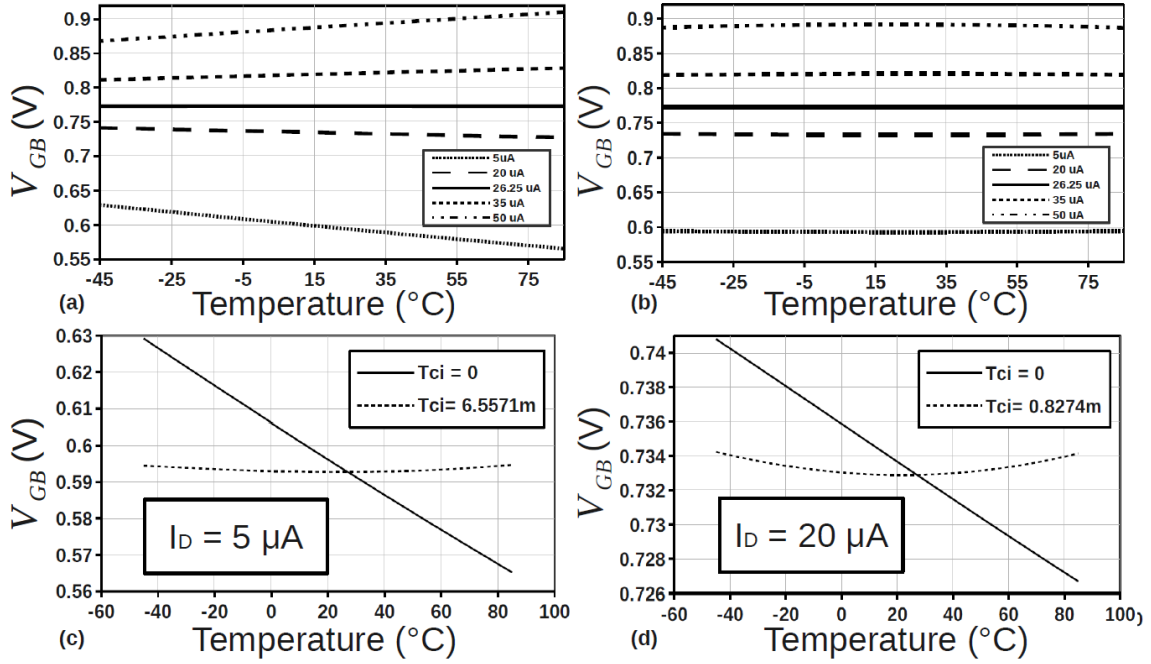 0.9
0.85
0.8
0.75
0.7
0.65
0.6
0.55
V_GB (V)
5uA
20 uA
26.25 uA
35 uA
50 uA
-45 -25 -5 15 35 55 75
(a) Temperature (°C)
0.9
0.85
0.8
0.75
0.7
0.65
0.6
0.55
V_GB (V)
5uA
20 uA
26.25 uA
35 uA
50 uA
-45 -25 -5 15 35 55 75
(b) Temperature (°C)
0.63
0.62
0.61
0.6
0.59
0.58
0.57
0.56
V_GB (V)
Tci = 0
Tci= 6.5571m
I_D = 5 µA
-60 -40 -20 0 20 40 60 80 100
(c) Temperature (°C)
0.74
0.738
0.736
0.734
0.732
0.73
0.728
0.726
V_GB (V)
Tci = 0
Tci= 0.8274m
I_D = 20 µA
-60 -40 -20 0 20 40 60 80 100)
(d) Temperature (°C)